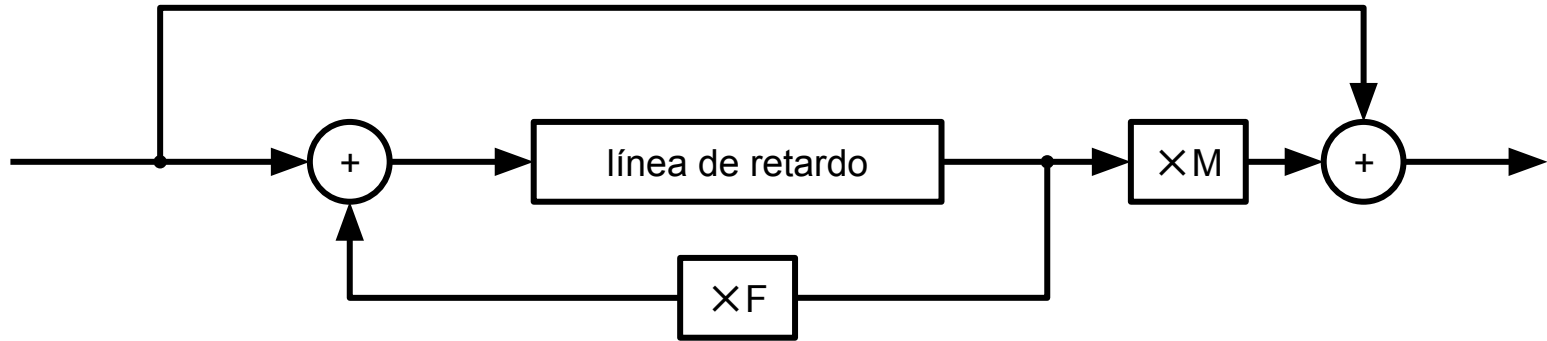 +
línea de retardo
×M
+
×F